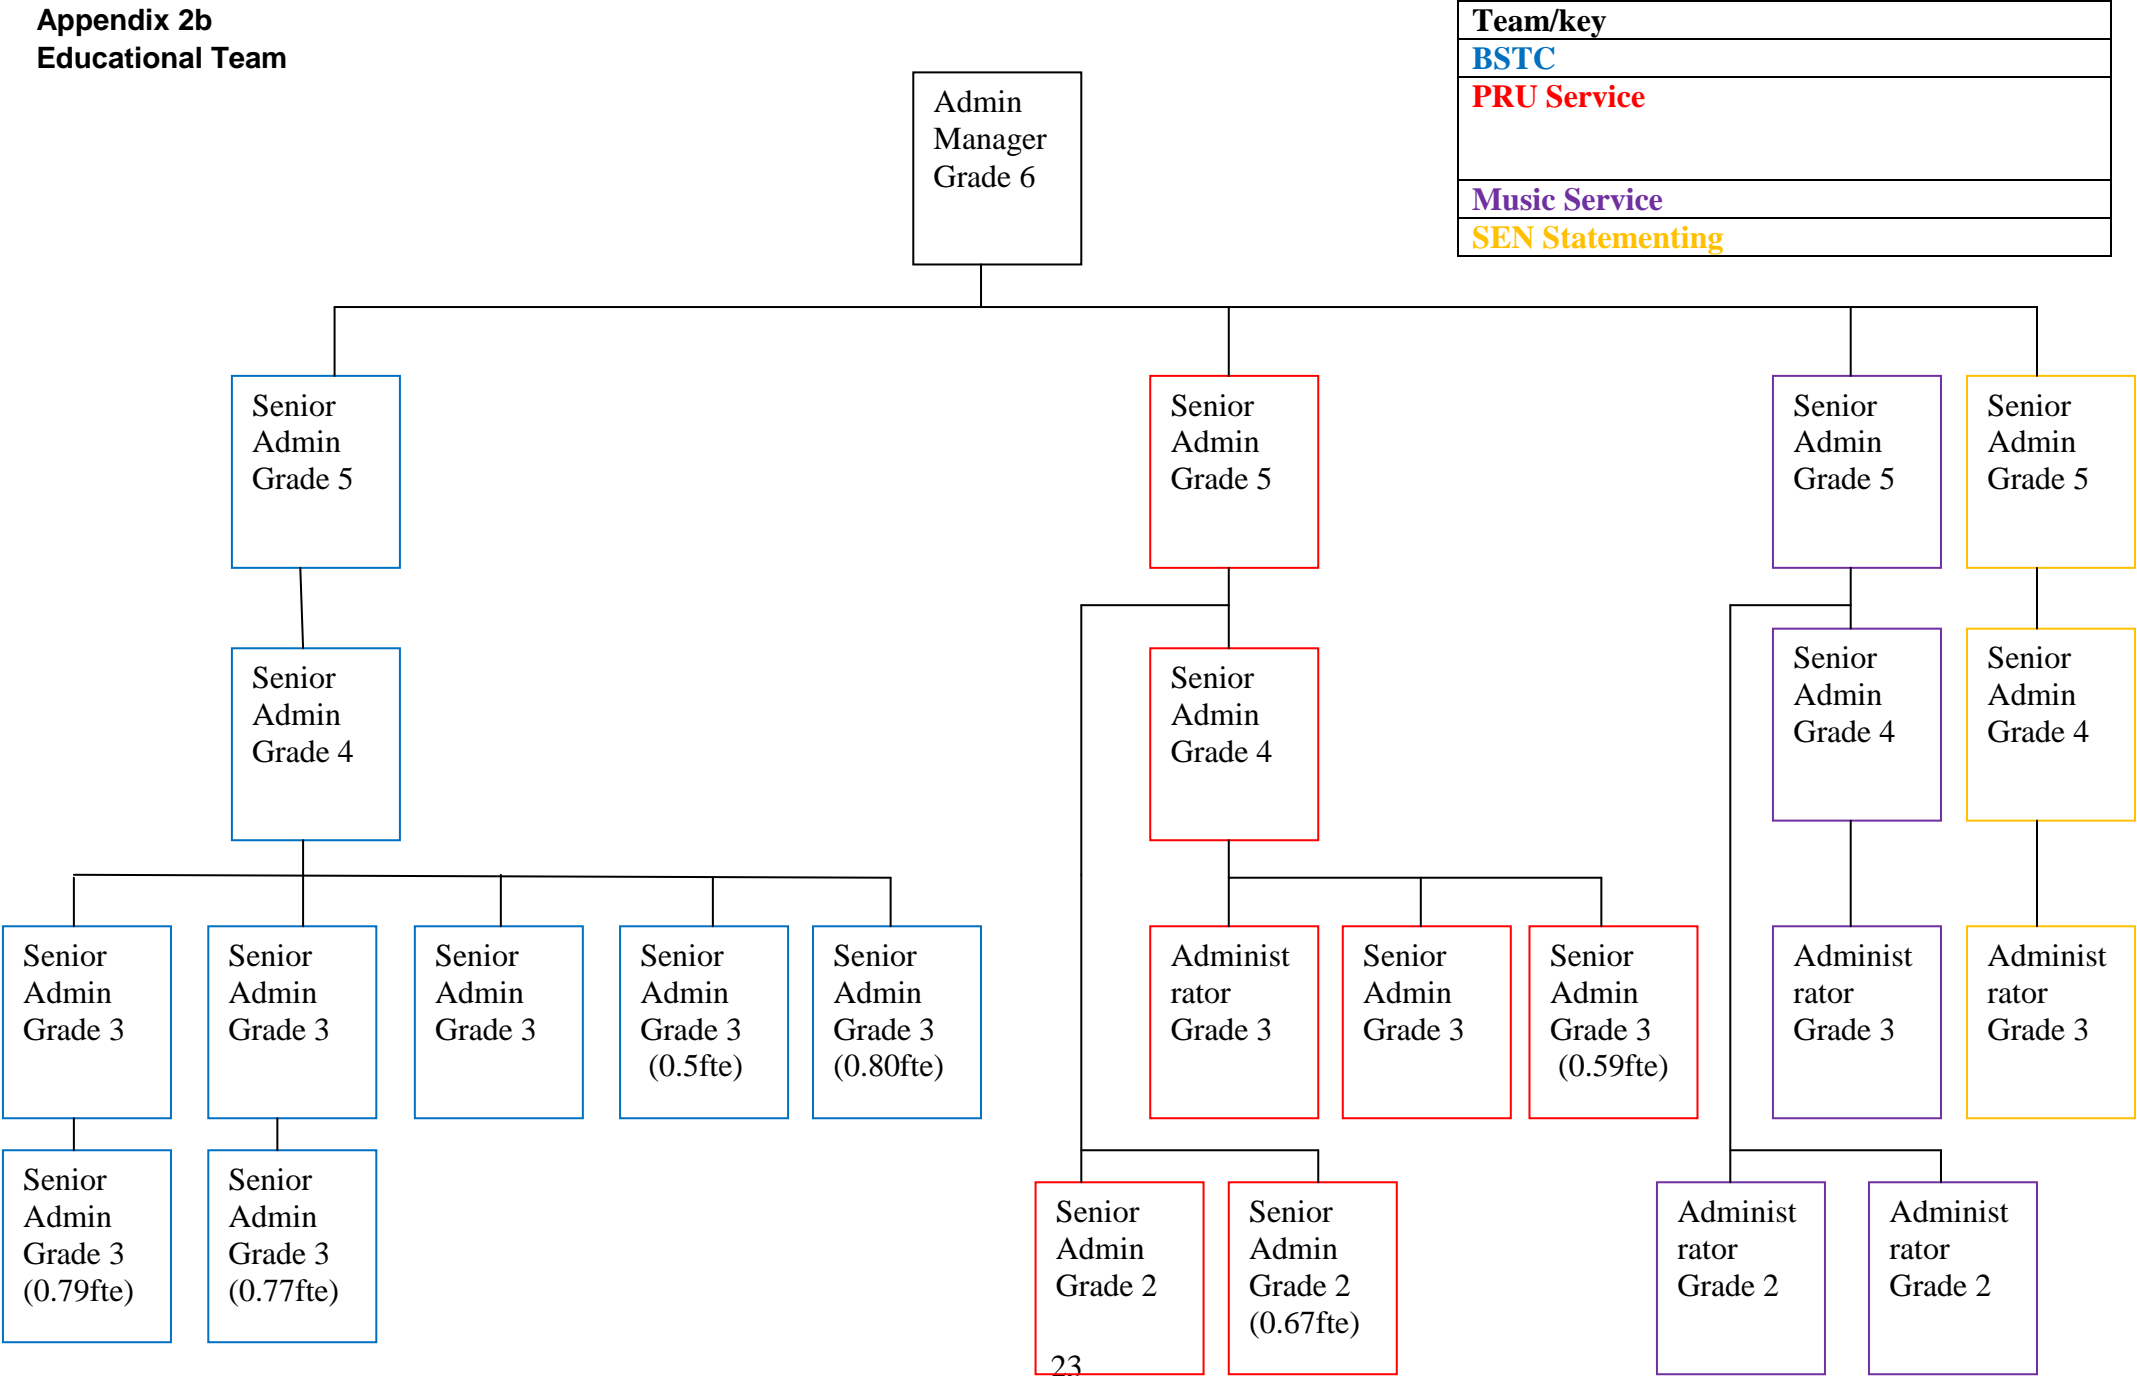 Appendix 2b
Educational Team
Team/key
BSTC
PRU Service
Music Service
SEN Statementing
Admin
Manager
Grade 6
Senior
Admin
Grade 5
Senior
Admin
Grade 5
Senior
Admin
Grade 5
Senior
Admin
Grade 5
Senior
Admin
Grade 4
Senior
Admin
Grade 4
Senior
Admin
Grade 4
Senior
Admin
Grade 4
Senior
Admin
Grade 3
Senior
Admin
Grade 3
Senior
Admin
Grade 3
Senior
Admin
Grade 3
(0.5fte)
Senior
Admin
Grade 3
(0.80fte)
Administ
rator
Grade 3
Senior
Admin
Grade 3
Senior
Admin
Grade 3
(0.59fte)
Administ
rator
Grade 3
Administ
rator
Grade 3
Senior
Admin
Grade 3
(0.79fte)
Senior
Admin
Grade 3
(0.77fte)
Senior
Admin
Grade 2
Senior
Admin
Grade 2
(0.67fte)
Administ
rator
Grade 2
Administ
rator
Grade 2
23